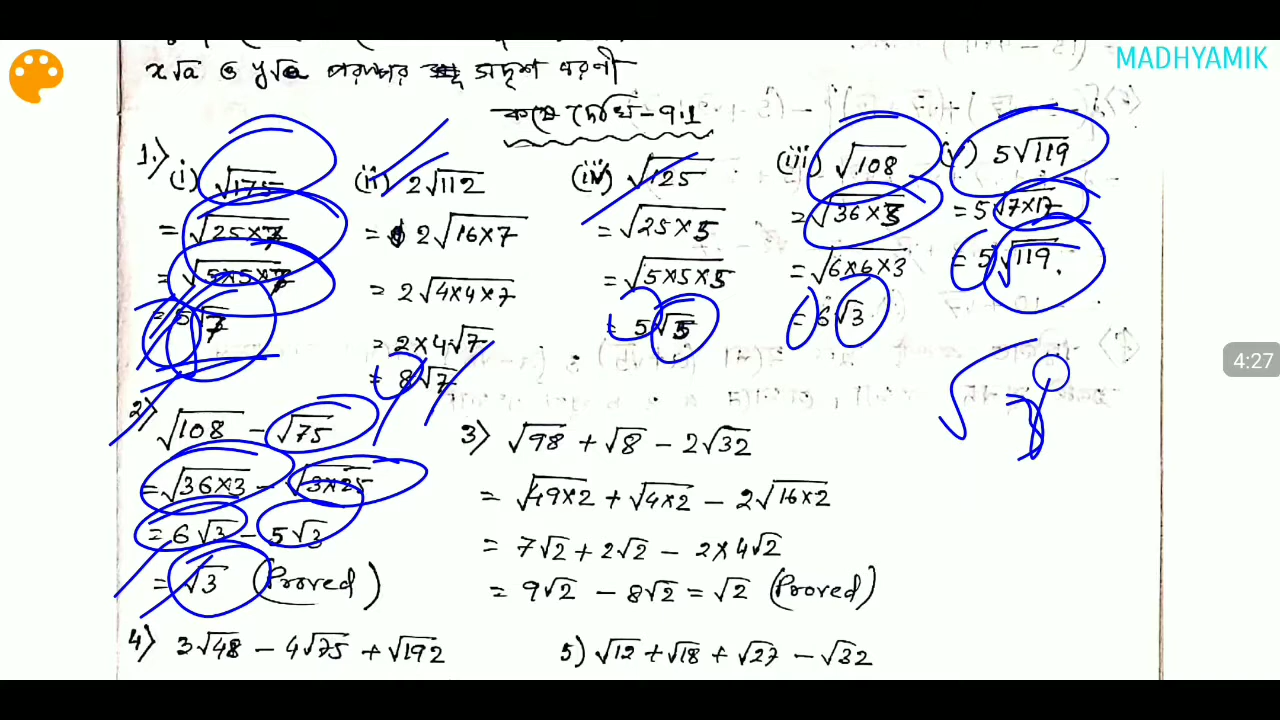 MADHYAMIK
x√a ও y√a পরস্পর সদৃশ করণী
কষে দেখি - ৭.1
1.) (i) √175 (ii) 2√112 (iv) √125 (iii) √108 (v) 5√119
= √25×7 = 2√16×7 = √25×5 = √36×3 = 5√7×17
= √5×5×7 = 2√4×4×7 = √5×5×5 = √6×6×3 = 5√119.
= 5√7 = 2×4√7 = 5√5 = 6√3
= 8√7
4:27
2) √108 - √75
= √36×3 - √3×25
= 6√3 - 5√3
= √3 (Proved)
3) √98 + √8 - 2√32
= √49×2 + √4×2 - 2√16×2
= 7√2 + 2√2 - 2×4√2
= 9√2 - 8√2 = √2 (Proved)
4) 3√48 - 4√75 + √192
5) √12 + √18 + √27 - √32